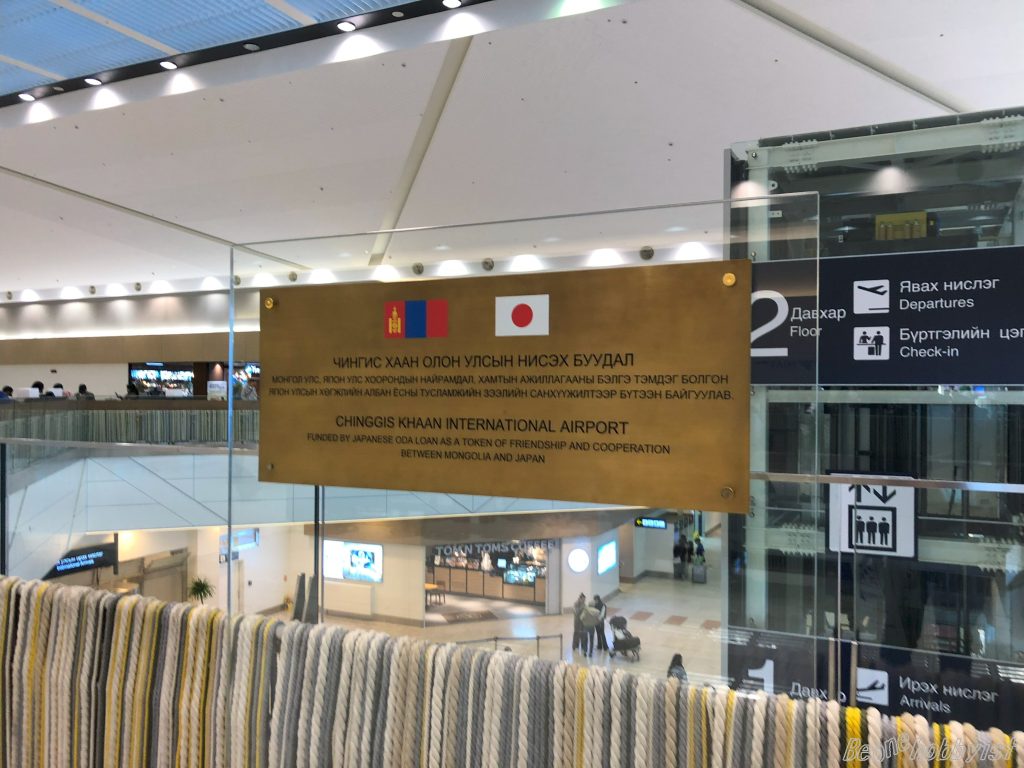 ЧИНГИС ХААН ОЛОН УЛСЫН НИСЭХ БУУДАЛ
МОНГОЛ УЛС, ЯПОН УЛС ХООРОНДЫН НАЙРАМДАЛ, ХАМТЫН АЖИЛЛАГААНЫ БЭЛГЭ ТЭМДЭГ БОЛГОН
ЯПОН УЛСЫН ХӨГЖЛИЙН АЛБАН ЁСНЫ ТУСЛАМЖИЙН ЗЭЭЛИЙН САНХҮҮЖИЛТЭЭР БҮТЭЭН БАЙГУУЛАВ.
CHINGGIS KHAAN INTERNATIONAL AIRPORT
FUNDED BY JAPANESE ODA LOAN AS A TOKEN OF FRIENDSHIP AND COOPERATION
BETWEEN MONGOLIA AND JAPAN
2 Давхар
Floor
Явах нислэг
Departures
Бүртгэлийн цэг
Check-in
TOM N TOMS COFFEE
1 Давхар
Ирэх нислэг
Arrivals